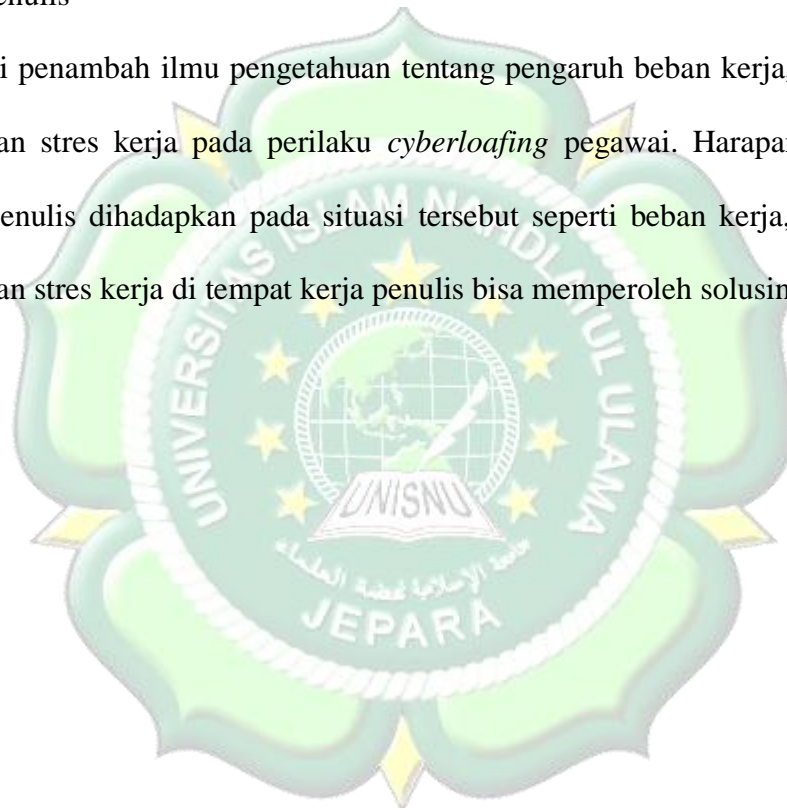 enulis
i penambah ilmu pengetahuan tentang pengaruh beban kerja,
an stres kerja pada perilaku cyberloafing pegawai. Harapan
enulis dihadapkan pada situasi tersebut seperti beban kerja,
an stres kerja di tempat kerja penulis bisa memperoleh solusin
UNIVERSITAS ISLAM NAHDLATUL ULAMA
UNISNU
JEPARA